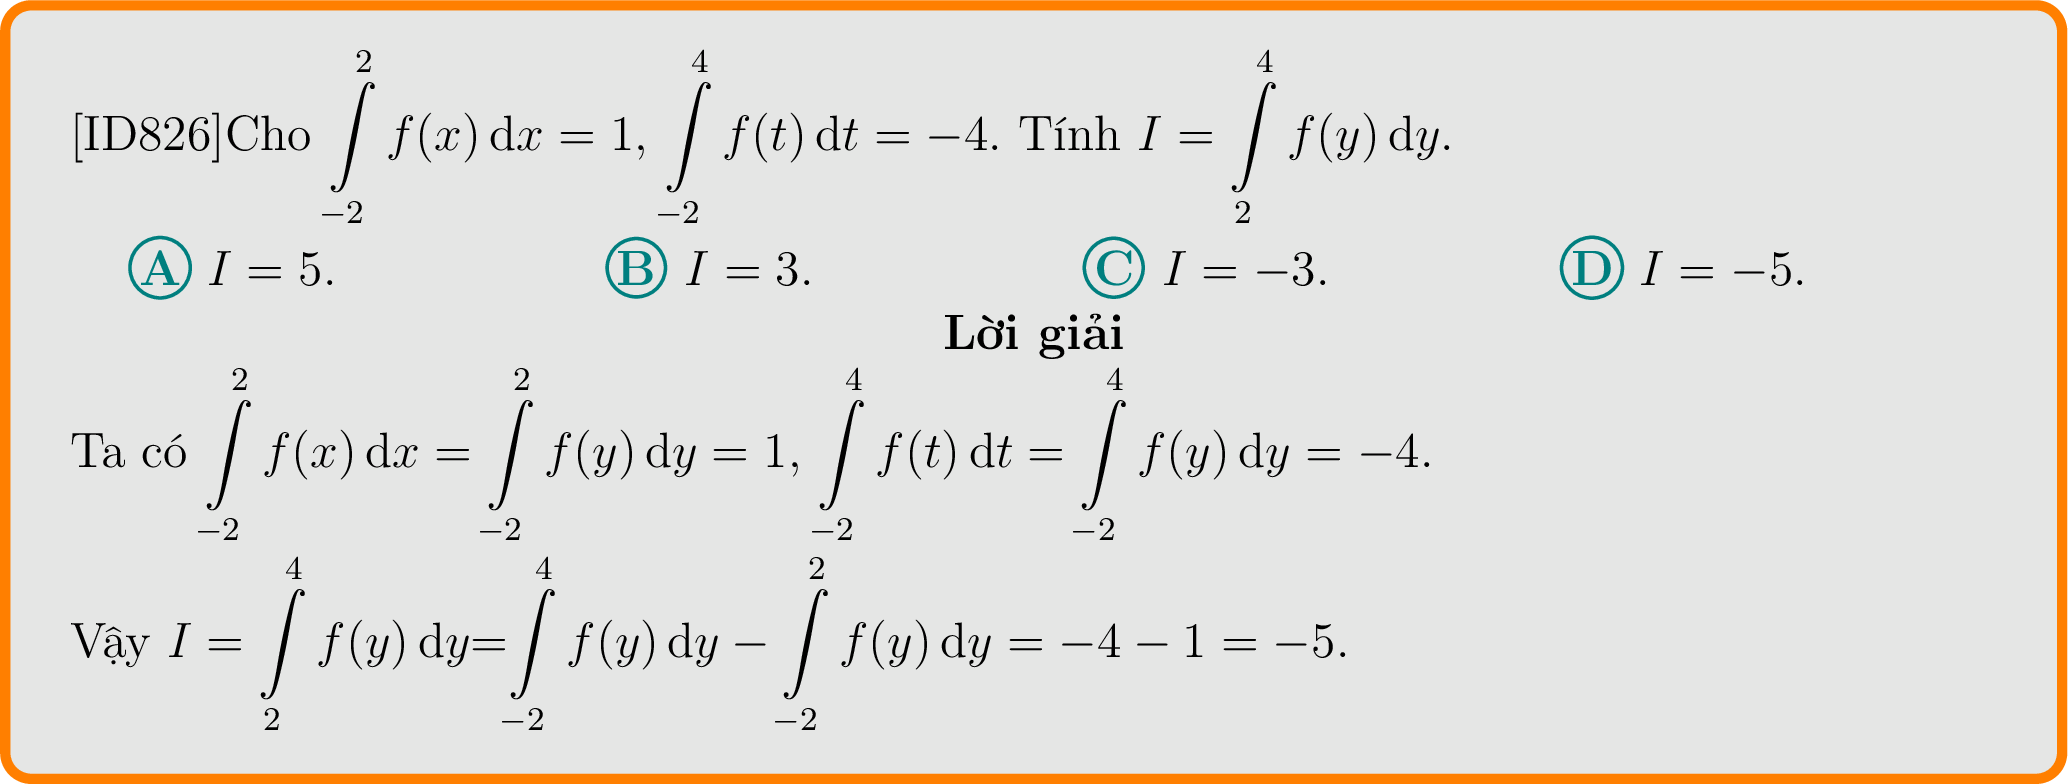 [ID826]Cho $\int\limits_{-2}^{2} f(x)\,\mathrm{d}x = 1$, $\int\limits_{-2}^{4} f(t)\,\mathrm{d}t = -4$. Tính $I = \int\limits_{2}^{4} f(y)\,\mathrm{d}y$.
Ⓐ $I = 5$. Ⓑ $I = 3$. Ⓒ $I = -3$. Ⓓ $I = -5$.
Lời giải
Ta có $\int\limits_{-2}^{2} f(x)\,\mathrm{d}x = \int\limits_{-2}^{2} f(y)\,\mathrm{d}y = 1$, $\int\limits_{-2}^{4} f(t)\,\mathrm{d}t = \int\limits_{-2}^{4} f(y)\,\mathrm{d}y = -4$.
Vậy $I = \int\limits_{2}^{4} f(y)\,\mathrm{d}y = \int\limits_{-2}^{4} f(y)\,\mathrm{d}y - \int\limits_{-2}^{2} f(y)\,\mathrm{d}y = -4 - 1 = -5$.